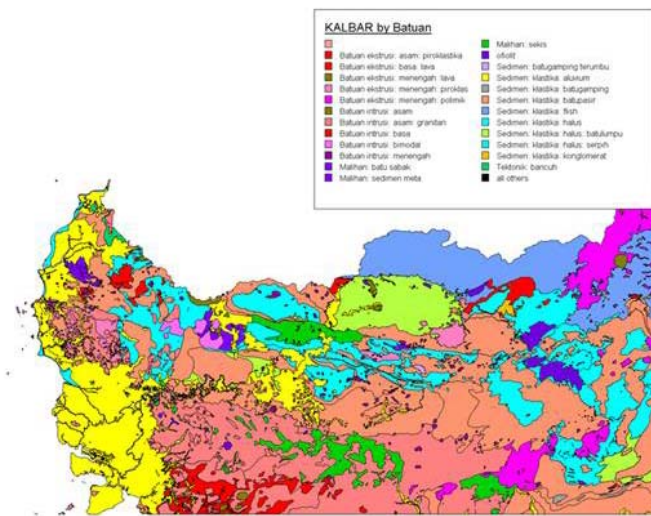 KALBAR by Batuan
Batuan ekstrusi: asam: piroklastika
Batuan ekstrusi: basa: lava
Batuan ekstrusi: menengah: lava
Batuan ekstrusi: menengah: piroklas
Batuan ekstrusi: menengah: polimik
Batuan intrusi: asam
Batuan intrusi: asam: granitan
Batuan intrusi: basa
Batuan intrusi: bimodal
Batuan intrusi: menengah
Malihan: batu sabak
Malihan: sedimen meta
Malihan: sekis
ofiolit
Sedimen: batugamping terumbu
Sedimen: klastika: aluvium
Sedimen: klastika: batugamping
Sedimen: klastika: batupasir
Sedimen: klastika: flish
Sedimen: klastika: halus
Sedimen: klastika: halus: batulumpu
Sedimen: klastika: halus: serpih
Sedimen: klastika: konglomerat
Tektonik: bancuh
all others